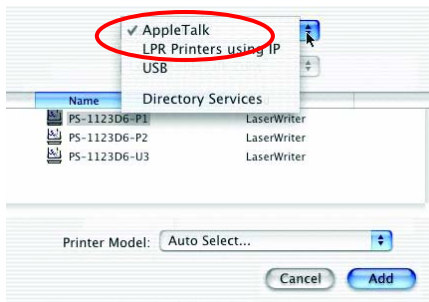 ✓ AppleTalk
LPR Printers using IP
USB
Directory Services
Name
PS-1123D6-P1 LaserWriter
PS-1123D6-P2 LaserWriter
PS-1123D6-U3 LaserWriter
Printer Model: Auto Select...
Cancel Add